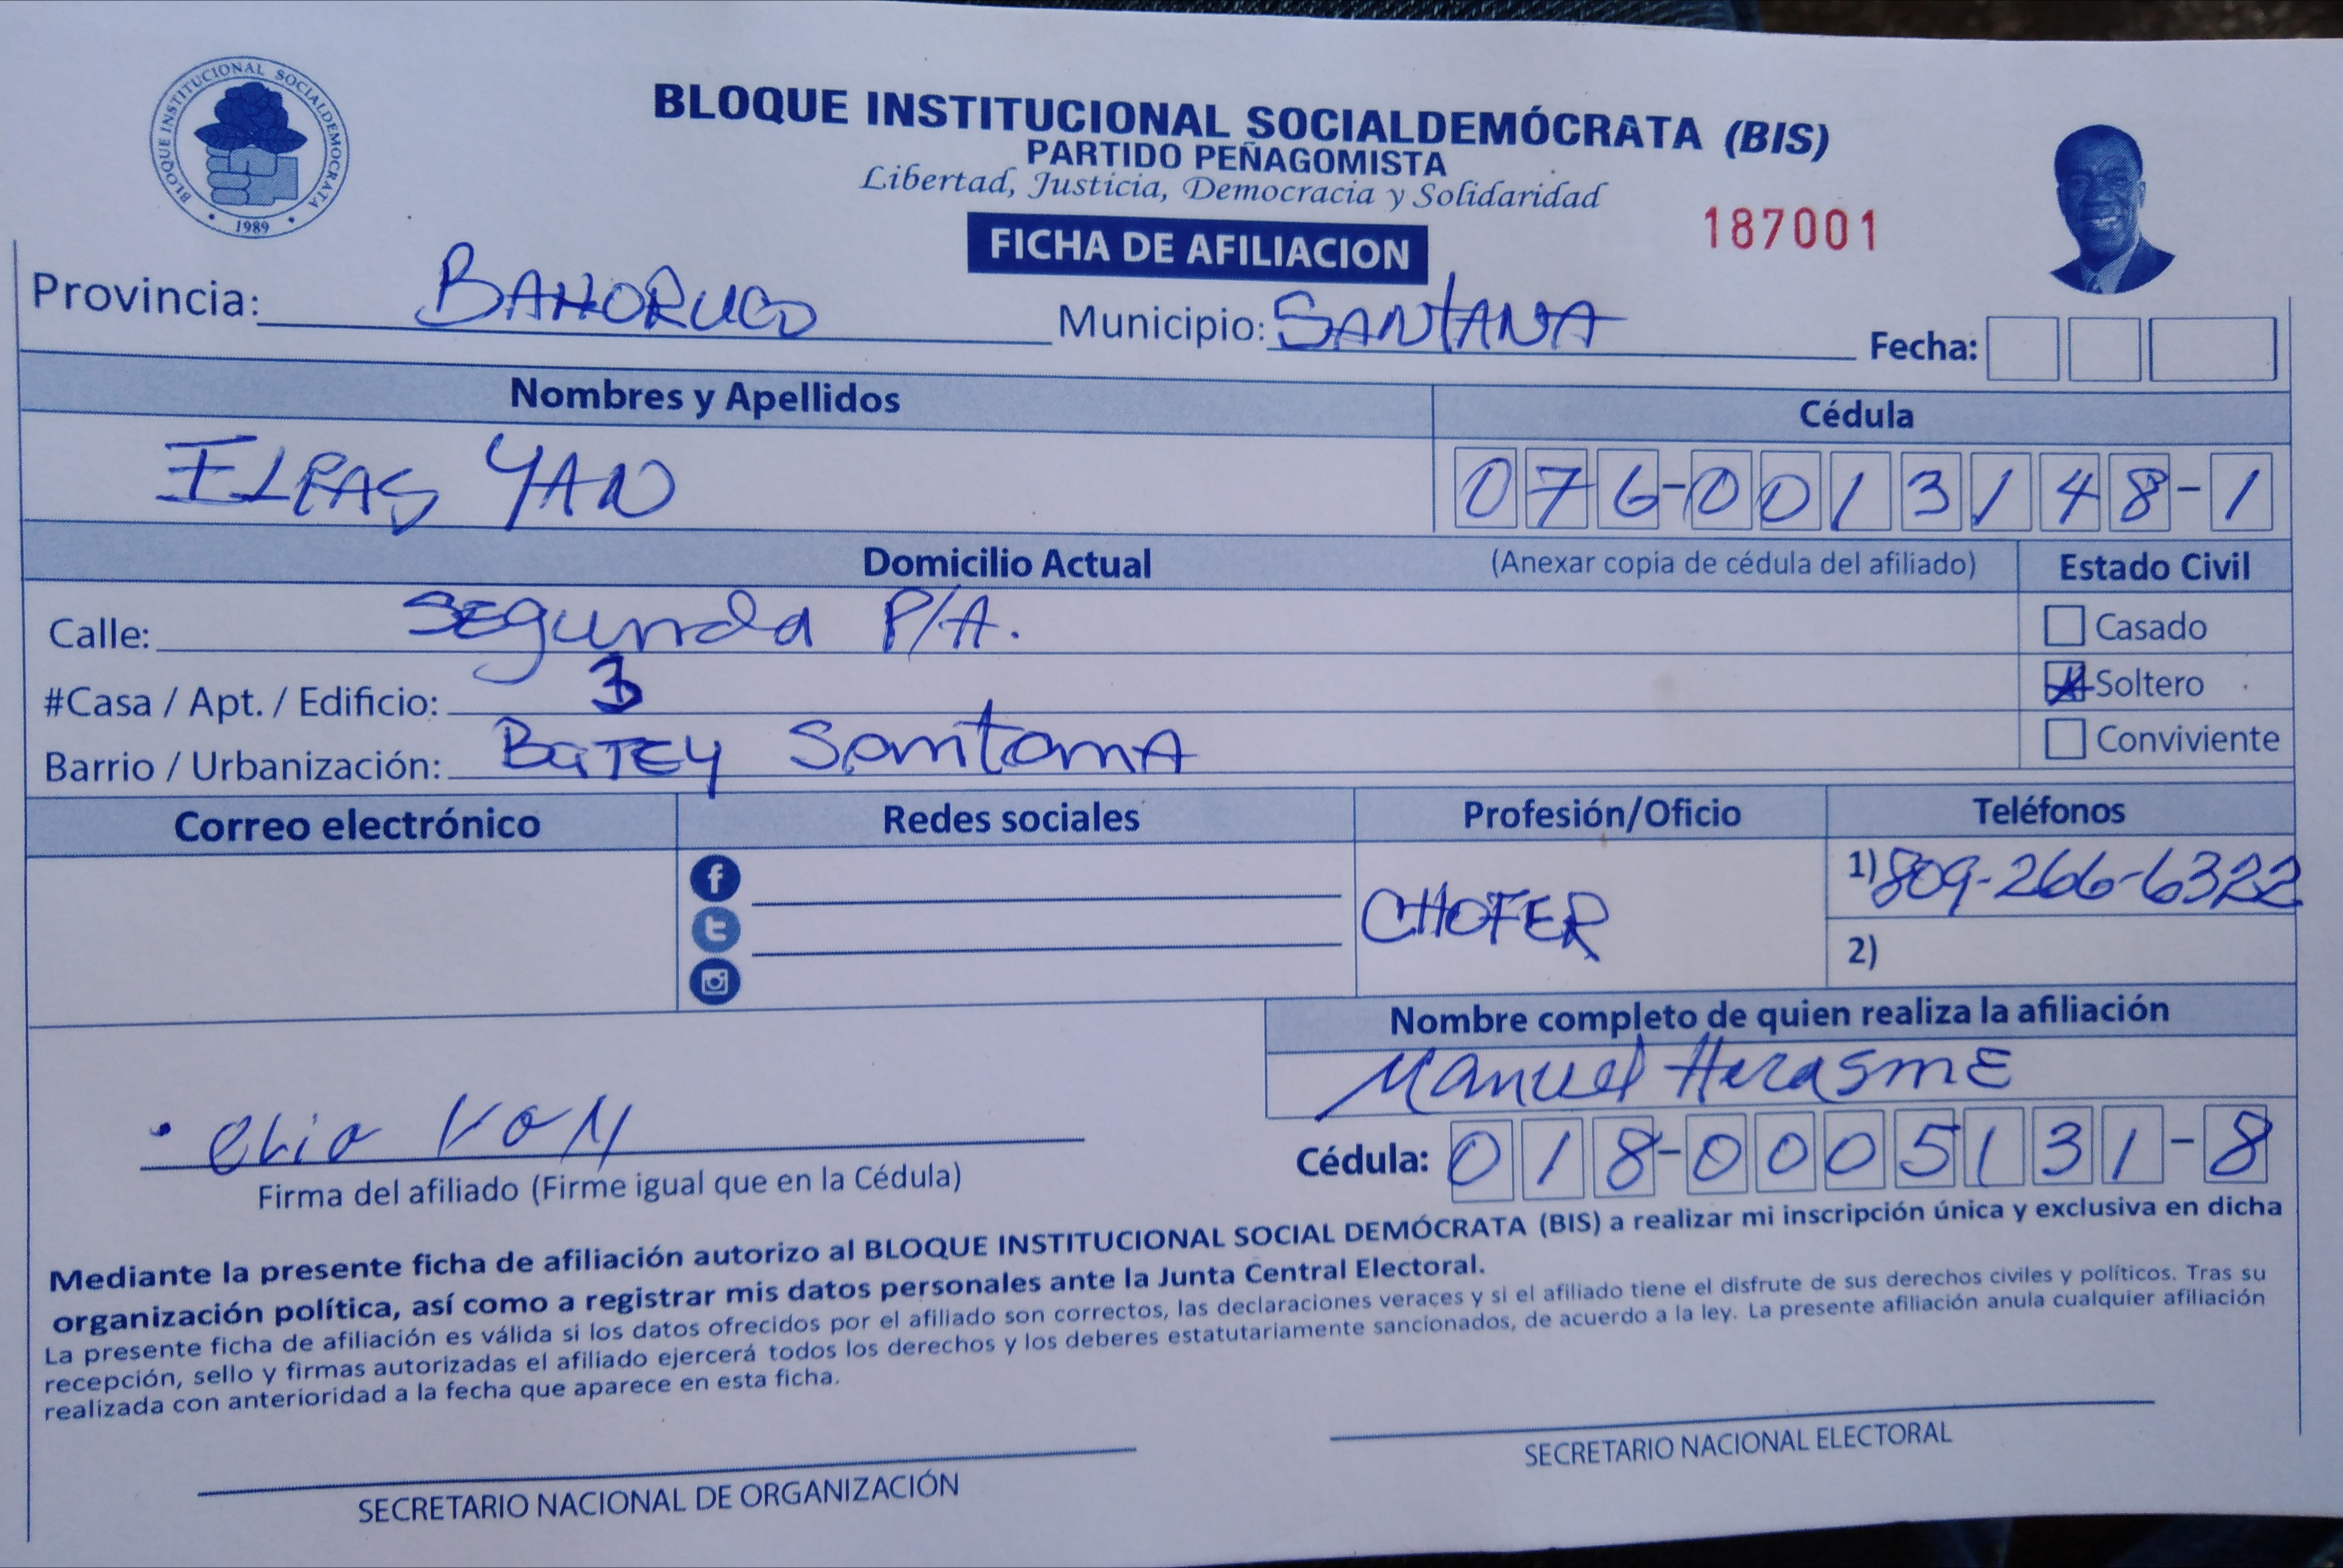 BLOQUE INSTITUCIONAL SOCIALDEMOCRATA
1989
BLOQUE INSTITUCIONAL SOCIALDEMÓCRATA (BIS)
PARTIDO PEÑAGOMISTA
Libertad, Justicia, Democracia y Solidaridad
FICHA DE AFILIACION
187001
Provincia: BAHORUCO Municipio: SANTANA Fecha:
Nombres y Apellidos Cédula
YAN 076-0013148-1
Domicilio Actual (Anexar copia de cédula del afiliado) Estado Civil
Calle: Segunda P/A. Casado
#Casa / Apt. / Edificio: 3 Soltero
Barrio / Urbanización: BATEY SantanA Conviviente
Correo electrónico Redes sociales Profesión/Oficio Teléfonos
CHOFER 1) 809-266-6322
2)
Nombre completo de quien realiza la afiliación
Manuel Herasme
Cédula: 018-0005131-8
Firma del afiliado (Firme igual que en la Cédula)
Mediante la presente ficha de afiliación autorizo al BLOQUE INSTITUCIONAL SOCIAL DEMÓCRATA (BIS) a realizar mi inscripción única y exclusiva en dicha
organización política, así como a registrar mis datos personales ante la Junta Central Electoral.
La presente ficha de afiliación es válida si los datos ofrecidos por el afiliado son correctos, las declaraciones veraces y si el afiliado tiene el disfrute de sus derechos civiles y políticos. Tras su
recepción, sello y firmas autorizadas el afiliado ejercerá todos los derechos y los deberes estatutariamente sancionados, de acuerdo a la ley. La presente afiliación anula cualquier afiliación
realizada con anterioridad a la fecha que aparece en esta ficha.
SECRETARIO NACIONAL DE ORGANIZACIÓN SECRETARIO NACIONAL ELECTORAL